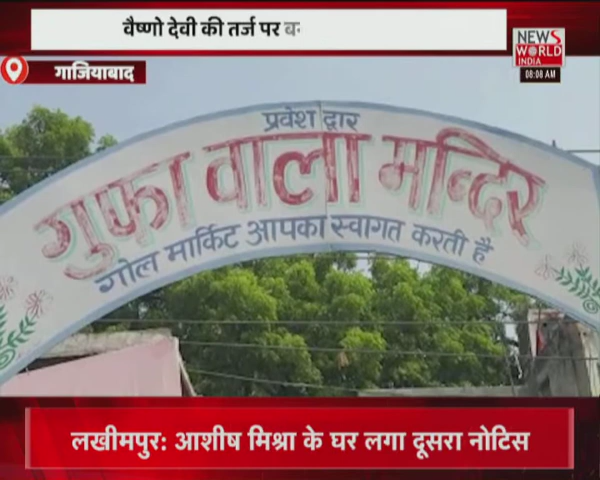 वैष्णो देवी की तर्ज पर
NEWS
WORLD
INDIA
08:08 AM
गाजियाबाद
प्रवेश द्वार
गुफा वाला मन्दिर
गोल मार्किट आपका स्वागत करती है
लखीमपुर: आशीष मिश्रा के घर लगा दूसरा नोटिस